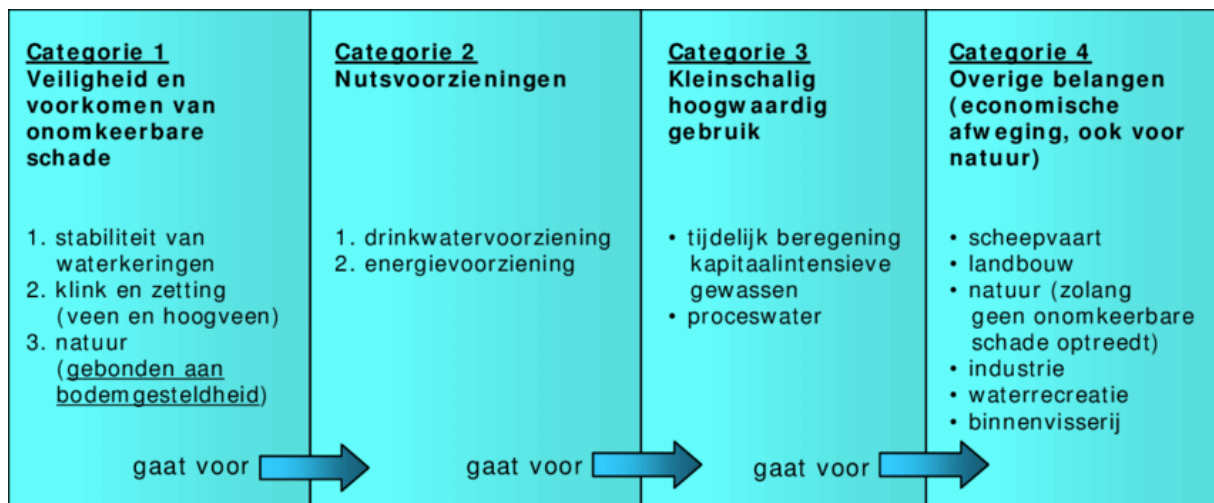 Categorie 1
Veiligheid en
voorkomen van
onomkeerbare
schade
1. stabiliteit van
waterkeringen
2. klink en zetting
(veen en hoogveen)
3. natuur
(gebonden aan
bodemgesteldheid)
gaat voor
Categorie 2
Nutsvoorzieningen
1. drinkwatervoorziening
2. energievoorziening
gaat voor
Categorie 3
Kleinschalig
hoogwaardig
gebruik
• tijdelijk beregening
kapitaalintensieve
gewassen
• proceswater
gaat voor
Categorie 4
Overige belangen
(economische
afweging, ook voor
natuur)
• scheepvaart
• landbouw
• natuur (zolang
geen onomkeerbare
schade optreedt)
• industrie
• waterrecreatie
• binnenvisserij